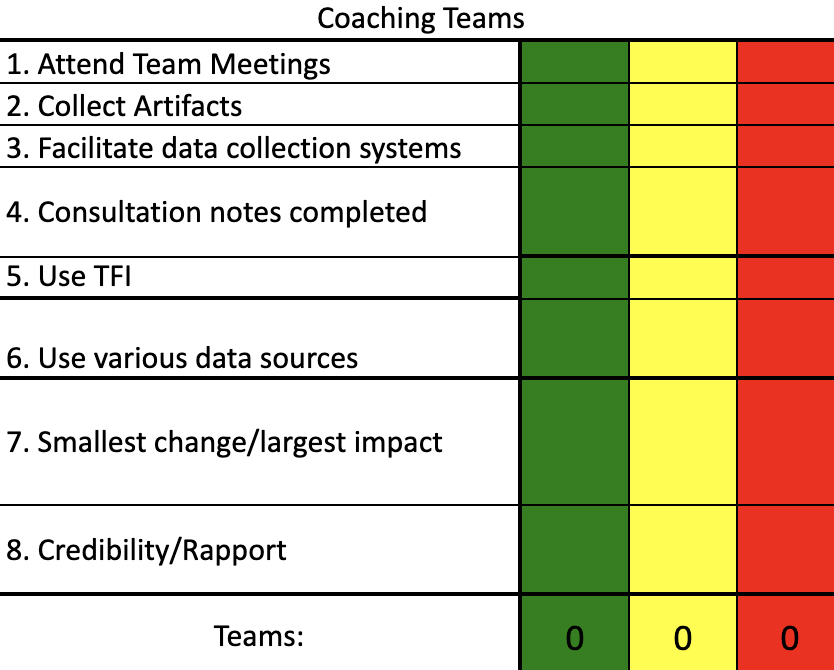 Coaching Teams
1. Attend Team Meetings
2. Collect Artifacts
3. Facilitate data collection systems
4. Consultation notes completed
5. Use TFI
6. Use various data sources
7. Smallest change/largest impact
8. Credibility/Rapport
Teams: 0 0 0